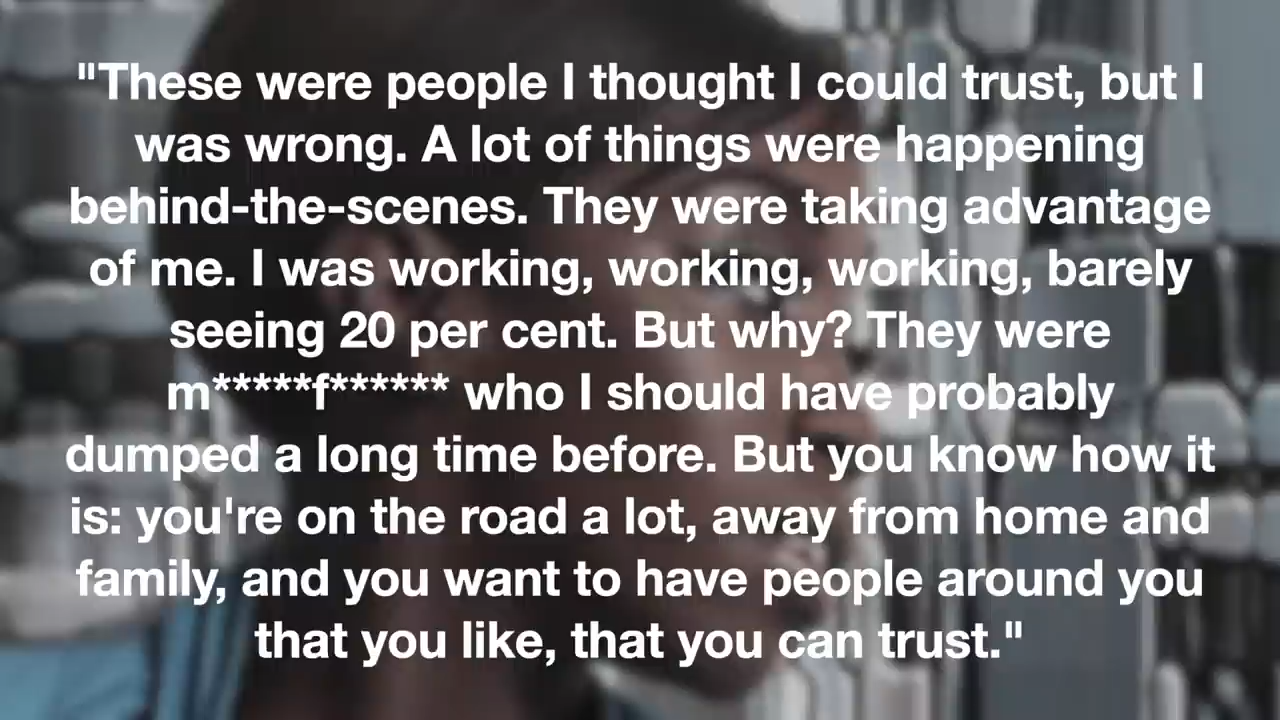 "These were people I thought I could trust, but I
was wrong. A lot of things were happening
behind-the-scenes. They were taking advantage
of me. I was working, working, working, barely
seeing 20 per cent. But why? They were
m*****f****** who I should have probably
dumped a long time before. But you know how it
is: you're on the road a lot, away from home and
family, and you want to have people around you
that you like, that you can trust."